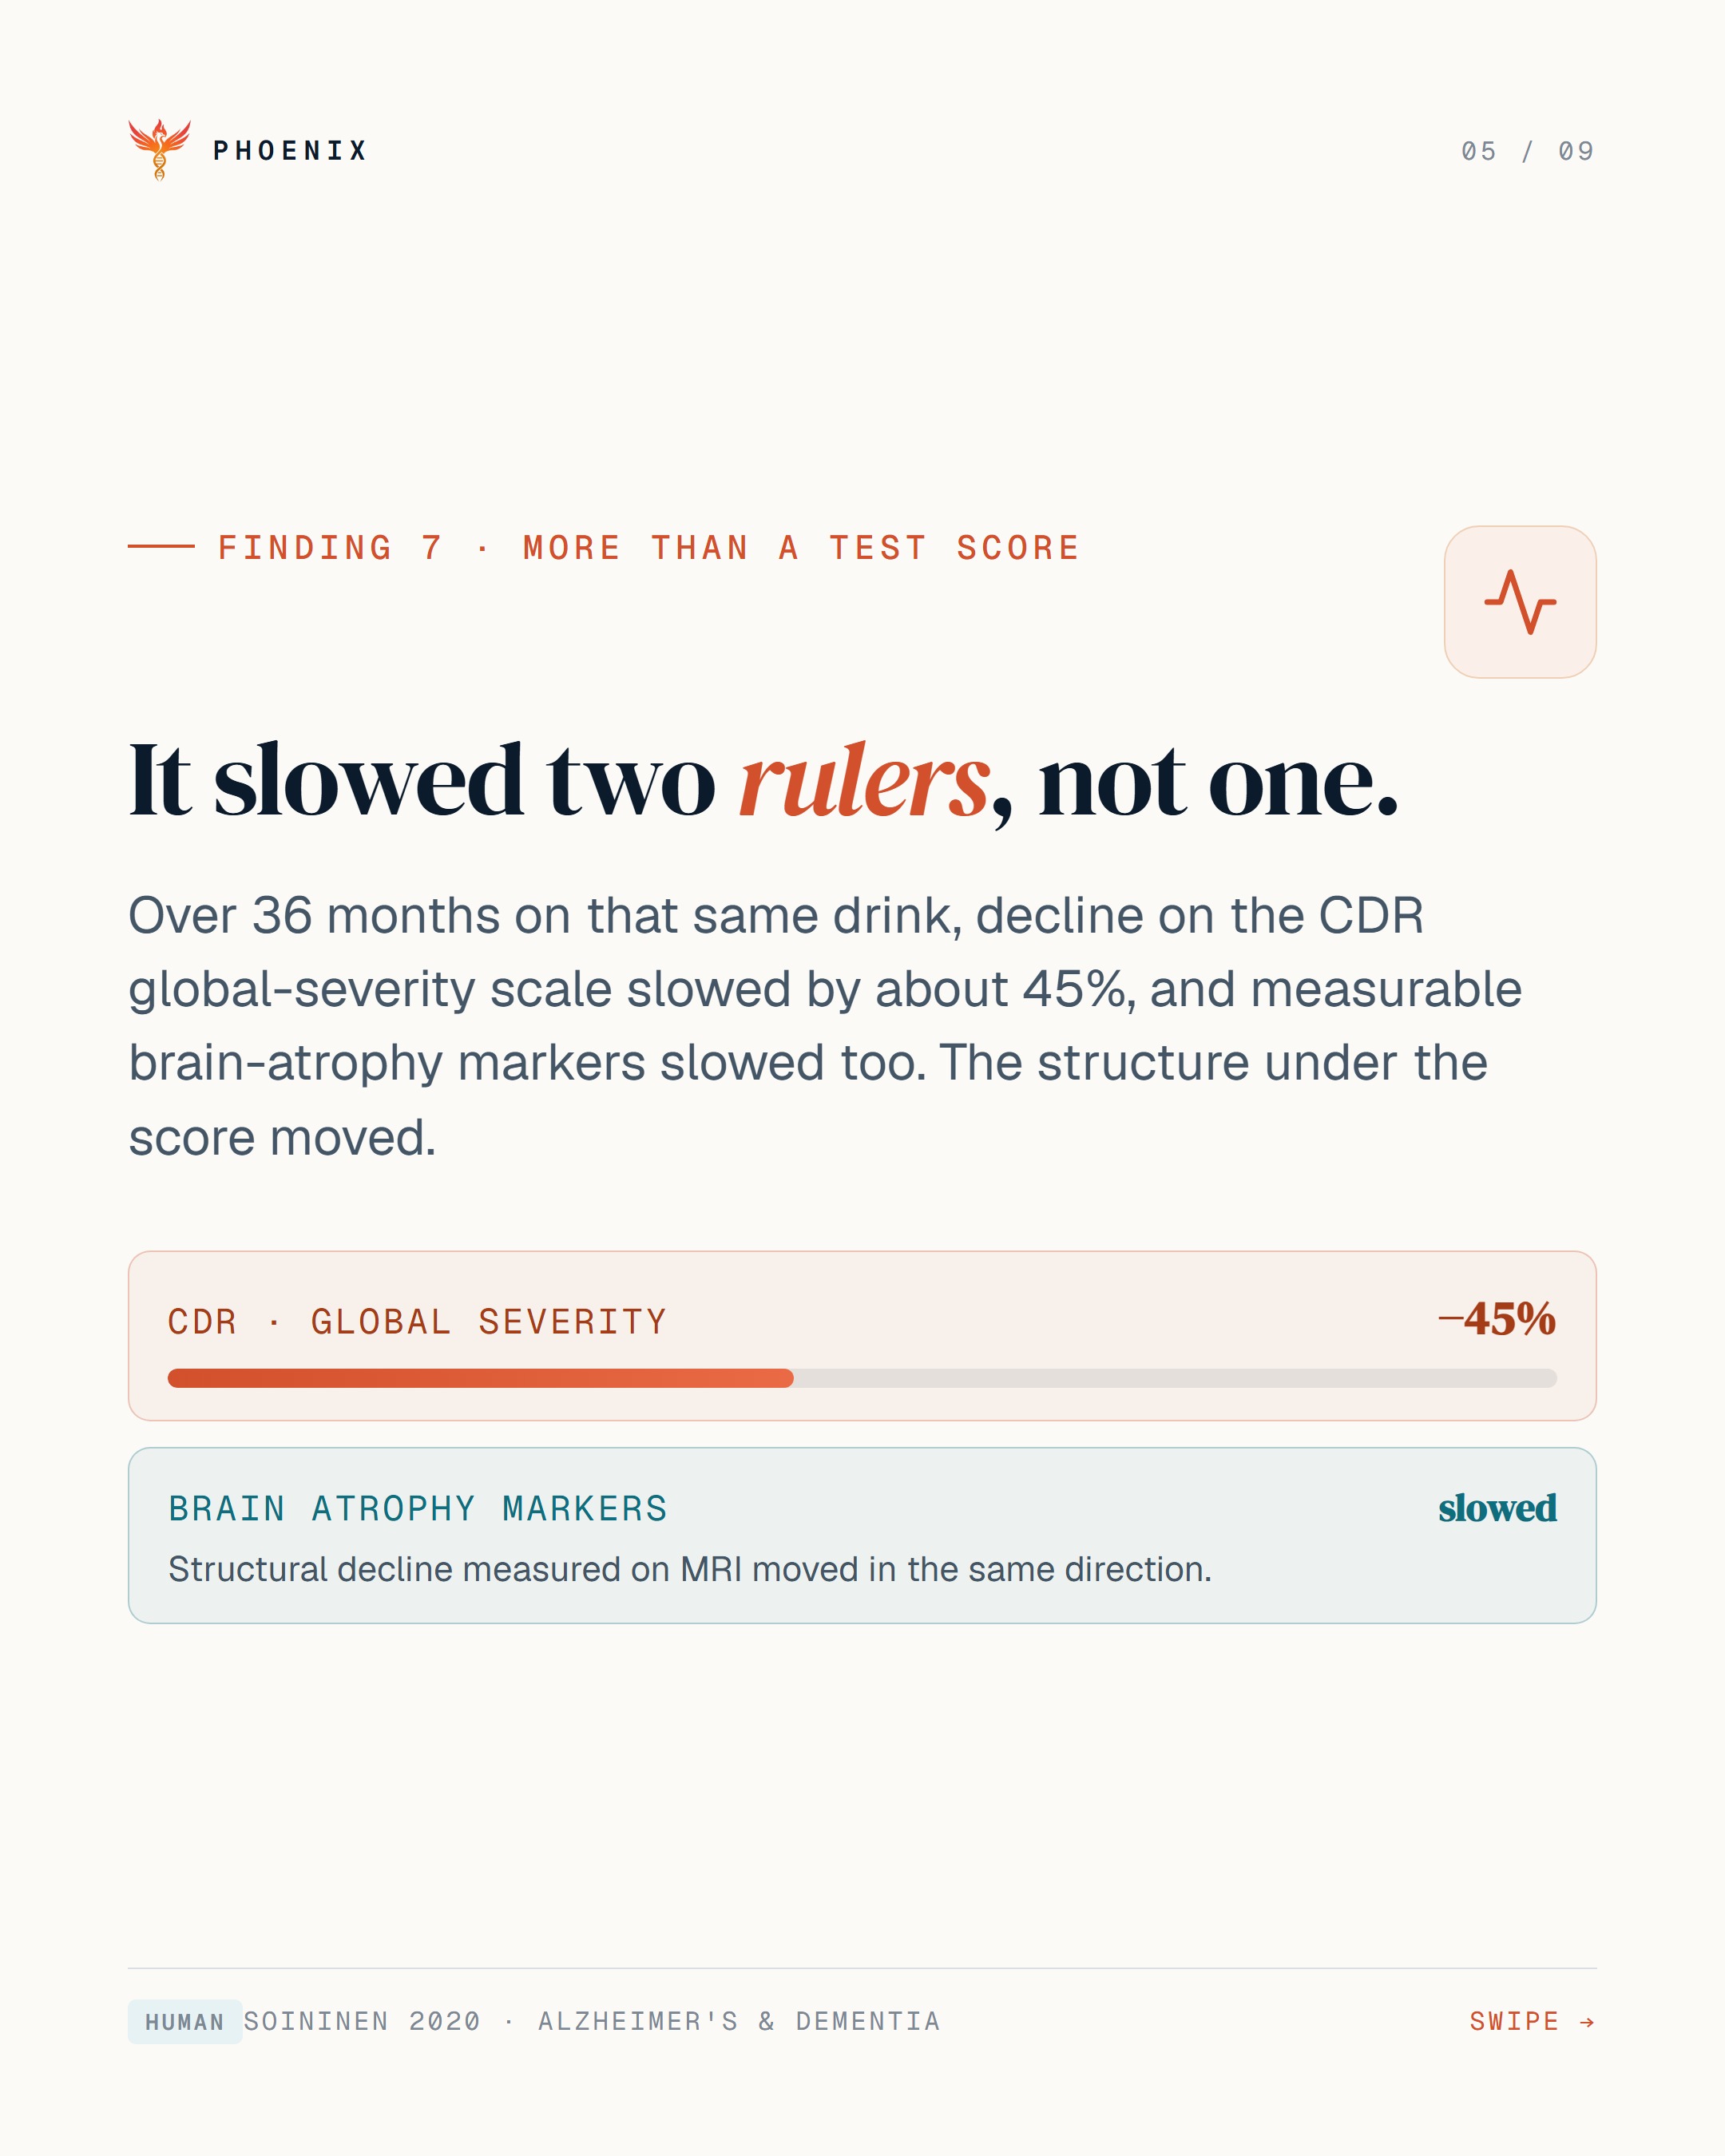 PHOENIX
05 / 09
FINDING 7 · MORE THAN A TEST SCORE
It slowed two rulers, not one.
Over 36 months on that same drink, decline on the CDR
global-severity scale slowed by about 45%, and measurable
brain-atrophy markers slowed too. The structure under the
score moved.
CDR · GLOBAL SEVERITY
–45%
BRAIN ATROPHY MARKERS
slowed
Structural decline measured on MRI moved in the same direction.
HUMAN SOININEN 2020 · ALZHEIMER'S & DEMENTIA
SWIPE →